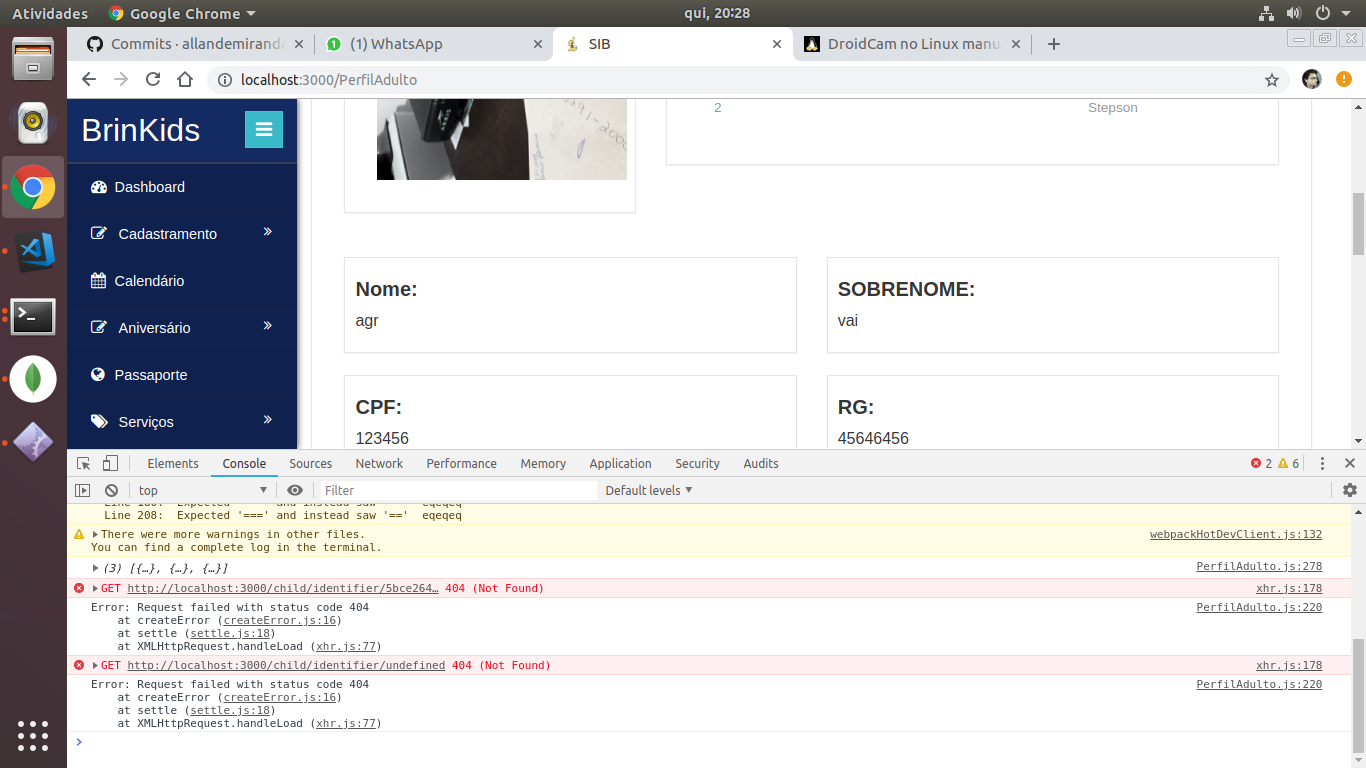 Atividades
Google Chrome
qui, 20:28
Commits · allandemiranda
(1) WhatsApp
SIB
DroidCam no Linux manu
localhost:3000/PerfilAdulto
BrinKids
Dashboard
Cadastramento
Calendário
Aniversário
Passaporte
Serviços
2 Stepson
Nome:
agr
SOBRENOME:
vai
CPF:
123456
RG:
45646456
Elements Console Sources Network Performance Memory Application Security Audits 2 6
top Filter Default levels
Line 208: Expected '===' and instead saw '==' eqeqeq
There were more warnings in other files. webpackHotDevClient.js:132
You can find a complete log in the terminal.
(3) [{…}, {…}, {…}] PerfilAdulto.js:278
GET http://localhost:3000/child/identifier/5bce264… 404 (Not Found) xhr.js:178
Error: Request failed with status code 404 PerfilAdulto.js:220
at createError (createError.js:16)
at settle (settle.js:18)
at XMLHttpRequest.handleLoad (xhr.js:77)
GET http://localhost:3000/child/identifier/undefined 404 (Not Found) xhr.js:178
Error: Request failed with status code 404 PerfilAdulto.js:220
at createError (createError.js:16)
at settle (settle.js:18)
at XMLHttpRequest.handleLoad (xhr.js:77)